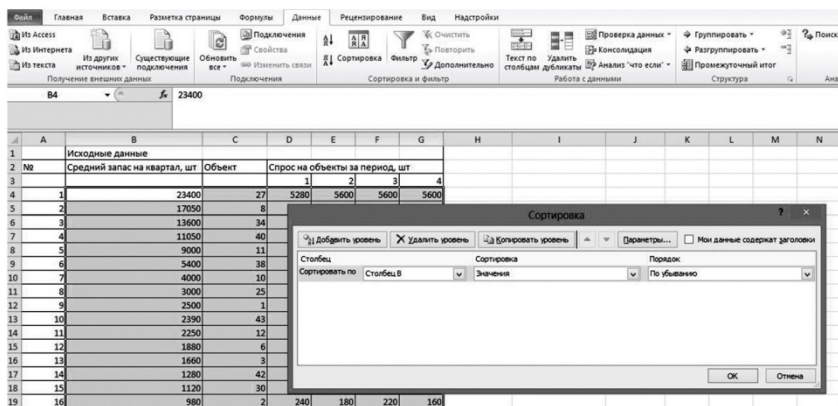 Файл Главная Вставка Разметка страницы Формулы Данные Рецензирование Вид Надстройки
Из Access
Из Интернета
Из текста
Из других источников
Существующие подключения
Получение внешних данных
Обновить все
Подключения
Свойства
Изменить связи
Подключения
Сортировка
Фильтр
Очистить
Повторить
Дополнительно
Сортировка и фильтр
Текст по столбцам
Удалить дубликаты
Проверка данных
Консолидация
Анализ "что если"
Работа с данными
Группировать
Разгруппировать
Промежуточный итог
Структура
Поиск
Ана
B4 fx 23400
A B C D E F G H I J K L M N
1 Исходные данные
2 № Средний запас на квартал, шт Объект Спрос на объекты за период, шт
3 1 2 3 4
4 1 23400 27 5280 5600 5600 5600
5 2 17050 8
6 3 13600 34
7 4 11050 40
8 5 9000 11
9 6 5400 38
10 7 4000 10
11 8 3000 25
12 9 2500 1
13 10 2390 43
14 11 2250 12
15 12 1880 6
16 13 1660 3
17 14 1280 42
18 15 1120 30
19 16 980 2 240 180 220 160
Сортировка ? ×
Добавить уровень Удалить уровень Копировать уровень Параметры... Мои данные содержат заголовки
Столбец Сортировка Порядок
Сортировать по Столбец B Значения По убыванию
ОК Отмена